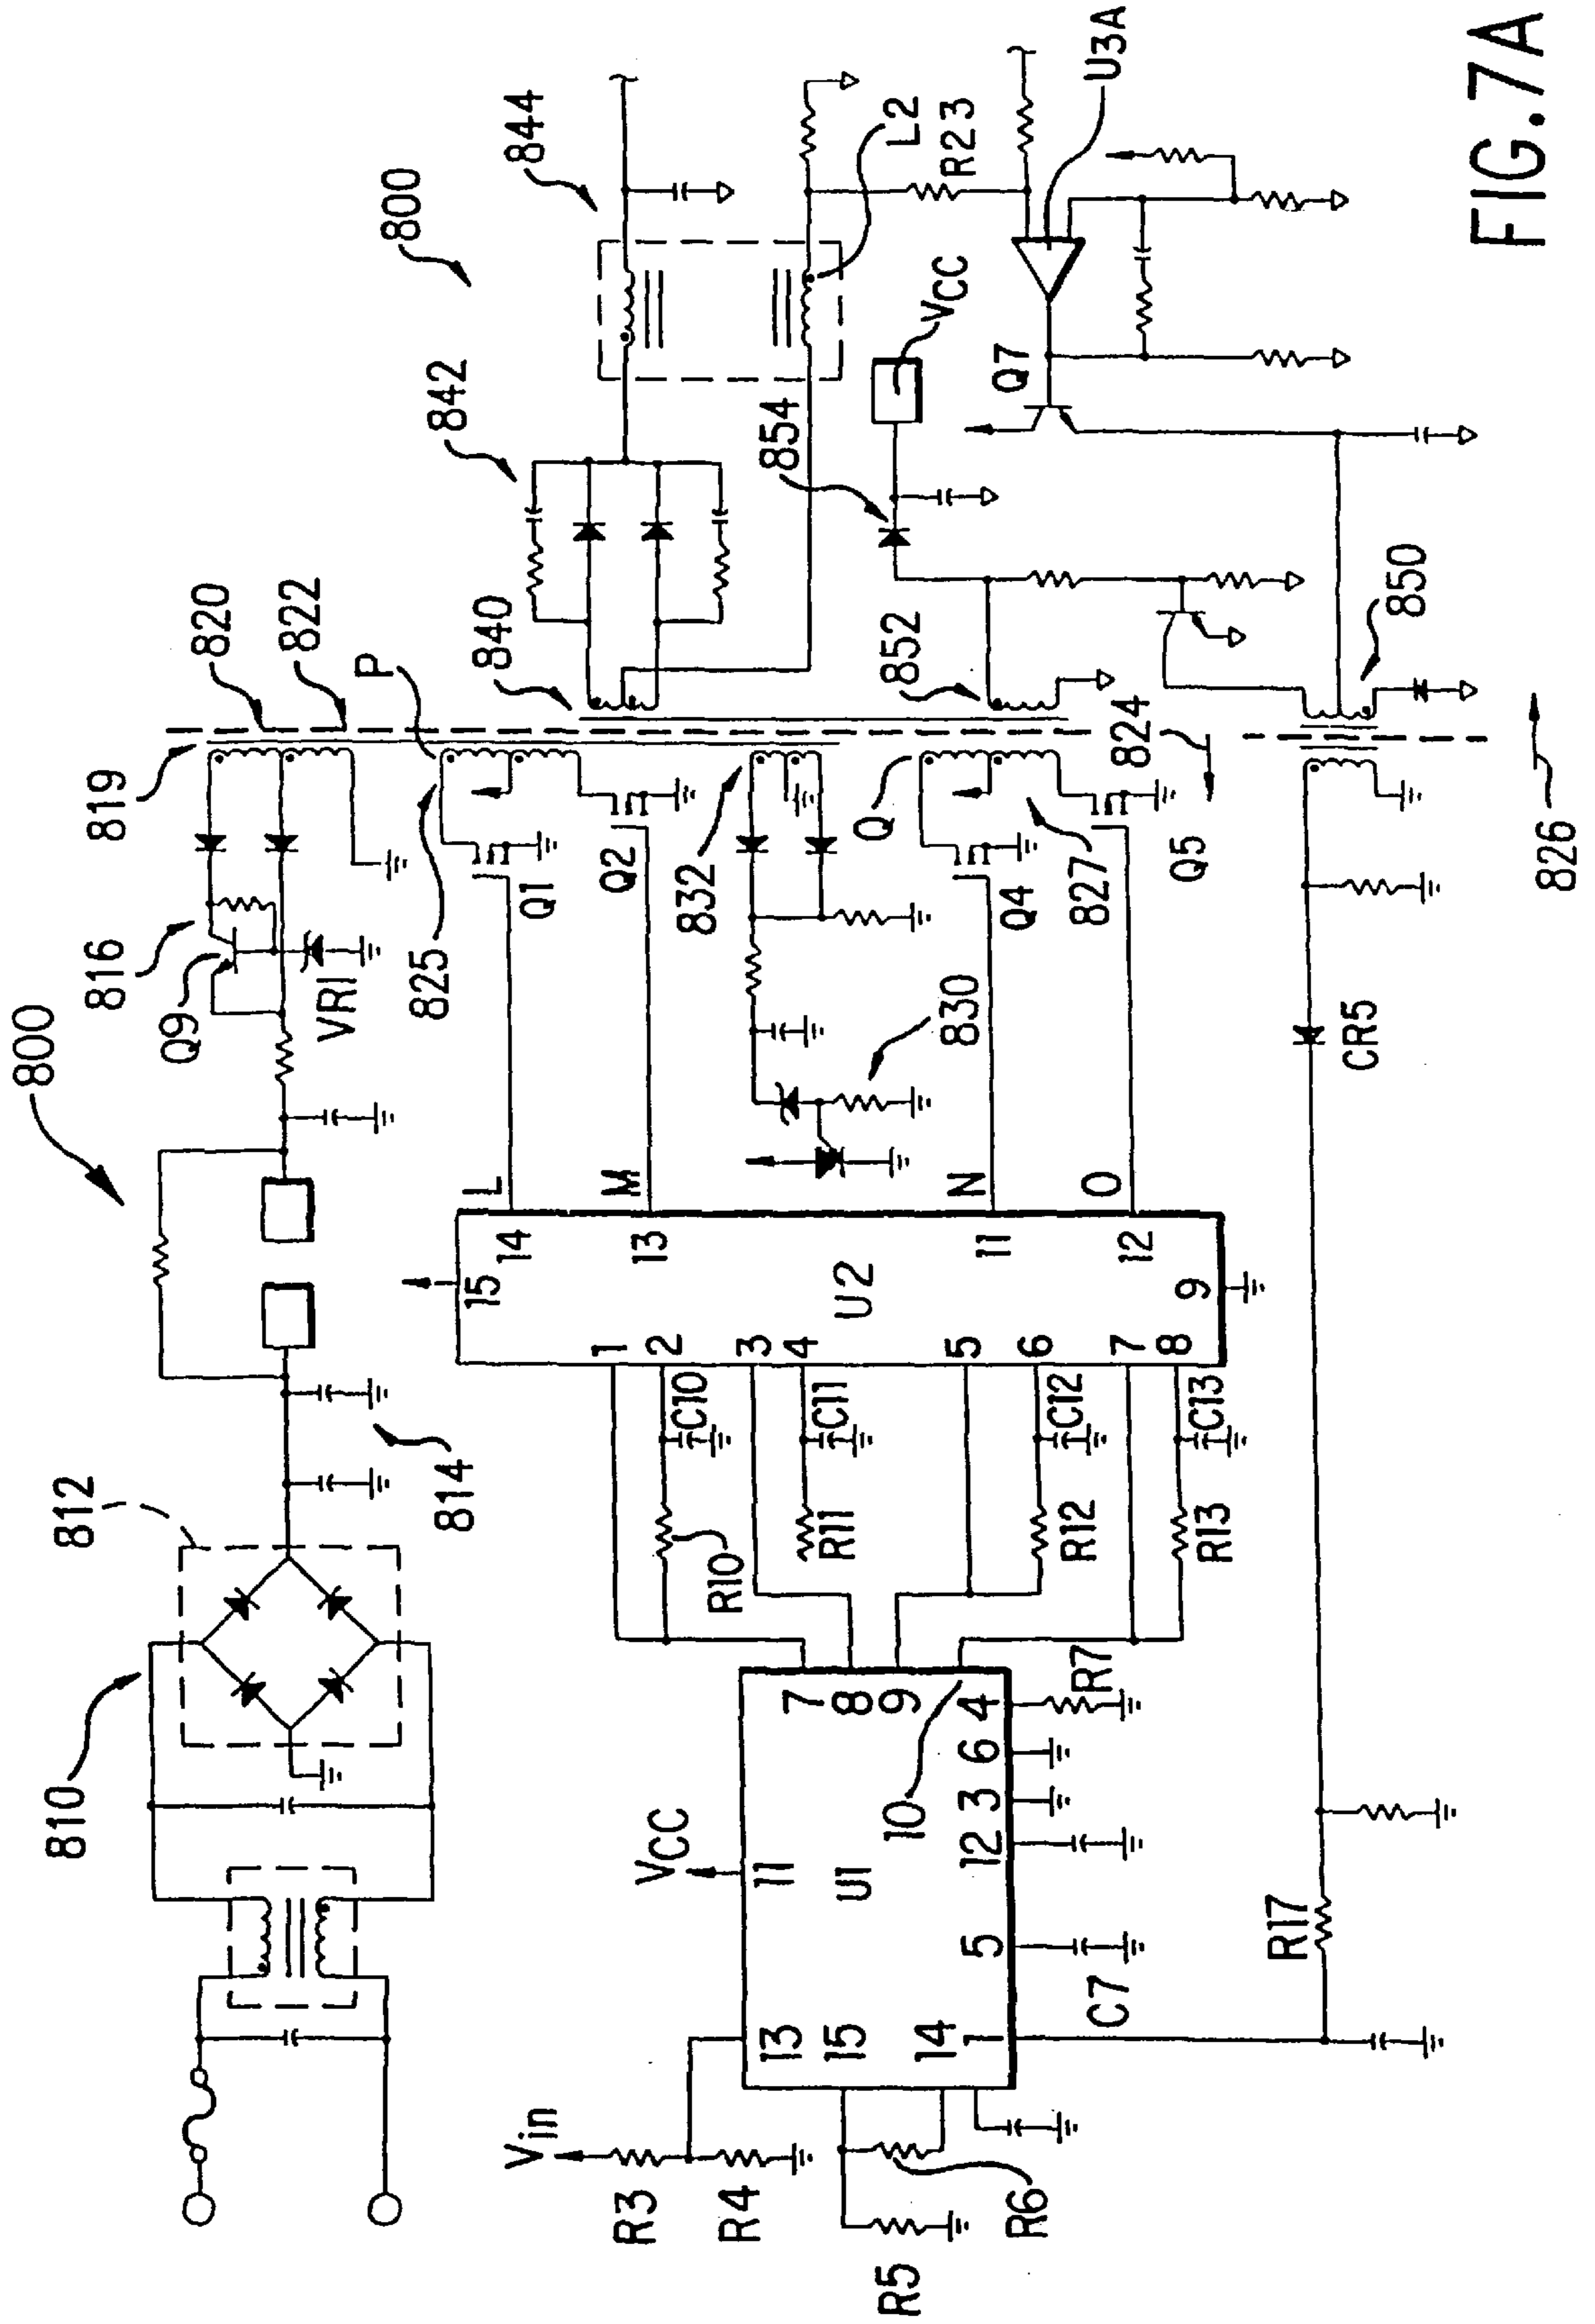 800
800
810
812
814
816
Q9
VR1
819
820
822
P
825
840
842
844
L2
R23
U3A
VCC
854
Q7
852
824
850
826
Q1
Q2
832
Q
Q4
827
Q5
830
CR5
L
M
N
O
15
14
13
11
12
U2
9
1
2
3
4
5
6
7
8
C10
C11
C12
C13
R10
R11
R12
R13
7
8
9
10
4
R7
6
3
12
5
C7
VCC
11
U1
13
15
14
1
R17
Vin
R3
R4
R5
R6
FIG.7A